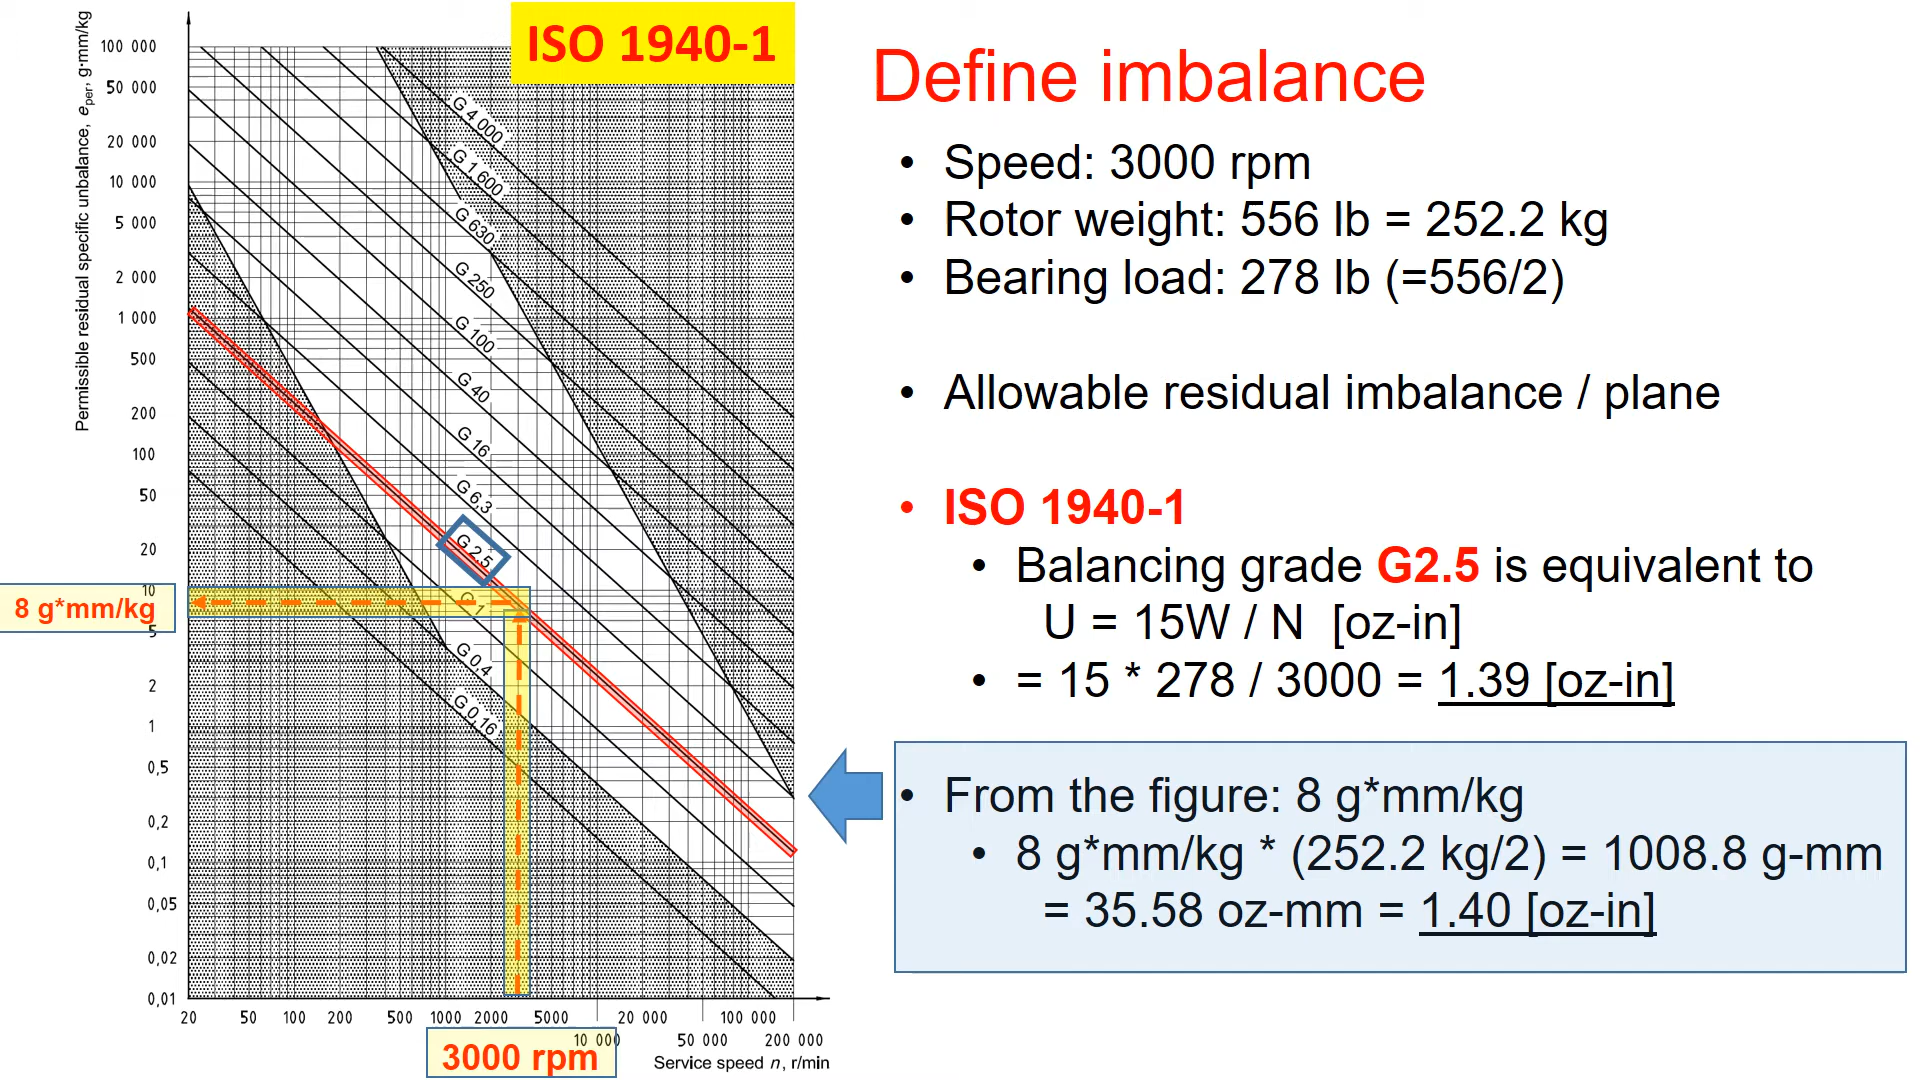 ISO 1940-1
Permissible residual specific unbalance, eper, g·mm/kg
100 000
50 000
20 000
10 000
5 000
2 000
1 000
500
200
100
50
20
10
5
2
1
0,5
0,2
0,1
0,05
0,02
0,01
G 4 000
G 1 600
G 630
G 250
G 100
G 40
G 16
G 6,3
G 2,5
G 1
G 0,4
G 0,16
8 g*mm/kg
20 50 100 200 500 1000 2000 5000 20 000 100 000
10 000 50 000 200 000
3000 rpm
Service speed n, r/min
Define imbalance
• Speed: 3000 rpm
• Rotor weight: 556 lb = 252.2 kg
• Bearing load: 278 lb (=556/2)
• Allowable residual imbalance / plane
• ISO 1940-1
• Balancing grade G2.5 is equivalent to
U = 15W / N [oz-in]
• = 15 * 278 / 3000 = 1.39 [oz-in]
• From the figure: 8 g*mm/kg
• 8 g*mm/kg * (252.2 kg/2) = 1008.8 g-mm
= 35.58 oz-mm = 1.40 [oz-in]